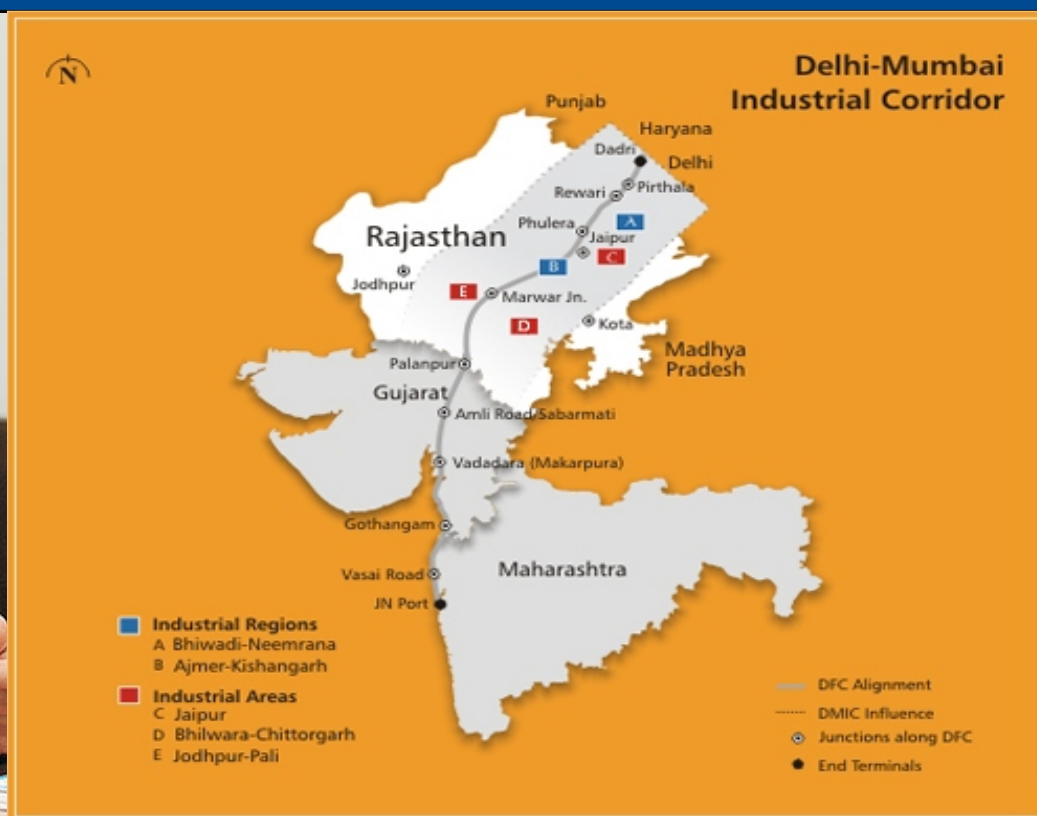 N
Delhi-Mumbai
Industrial Corridor
Punjab
Haryana
Dadri
Delhi
Rewari
Pirthala
Phulera
A
Jaipur
Rajasthan
C
B
Jodhpur
E
Marwar Jn.
D
Kota
Madhya
Pradesh
Palanpur
Gujarat
Amli Road/Sabarmati
Vadadara (Makarpura)
Gothangam
Vasai Road
Maharashtra
JN Port
Industrial Regions
A Bhiwadi-Neemrana
B Ajmer-Kishangarh
Industrial Areas
C Jaipur
D Bhilwara-Chittorgarh
E Jodhpur-Pali
DFC Alignment
DMIC Influence
Junctions along DFC
End Terminals